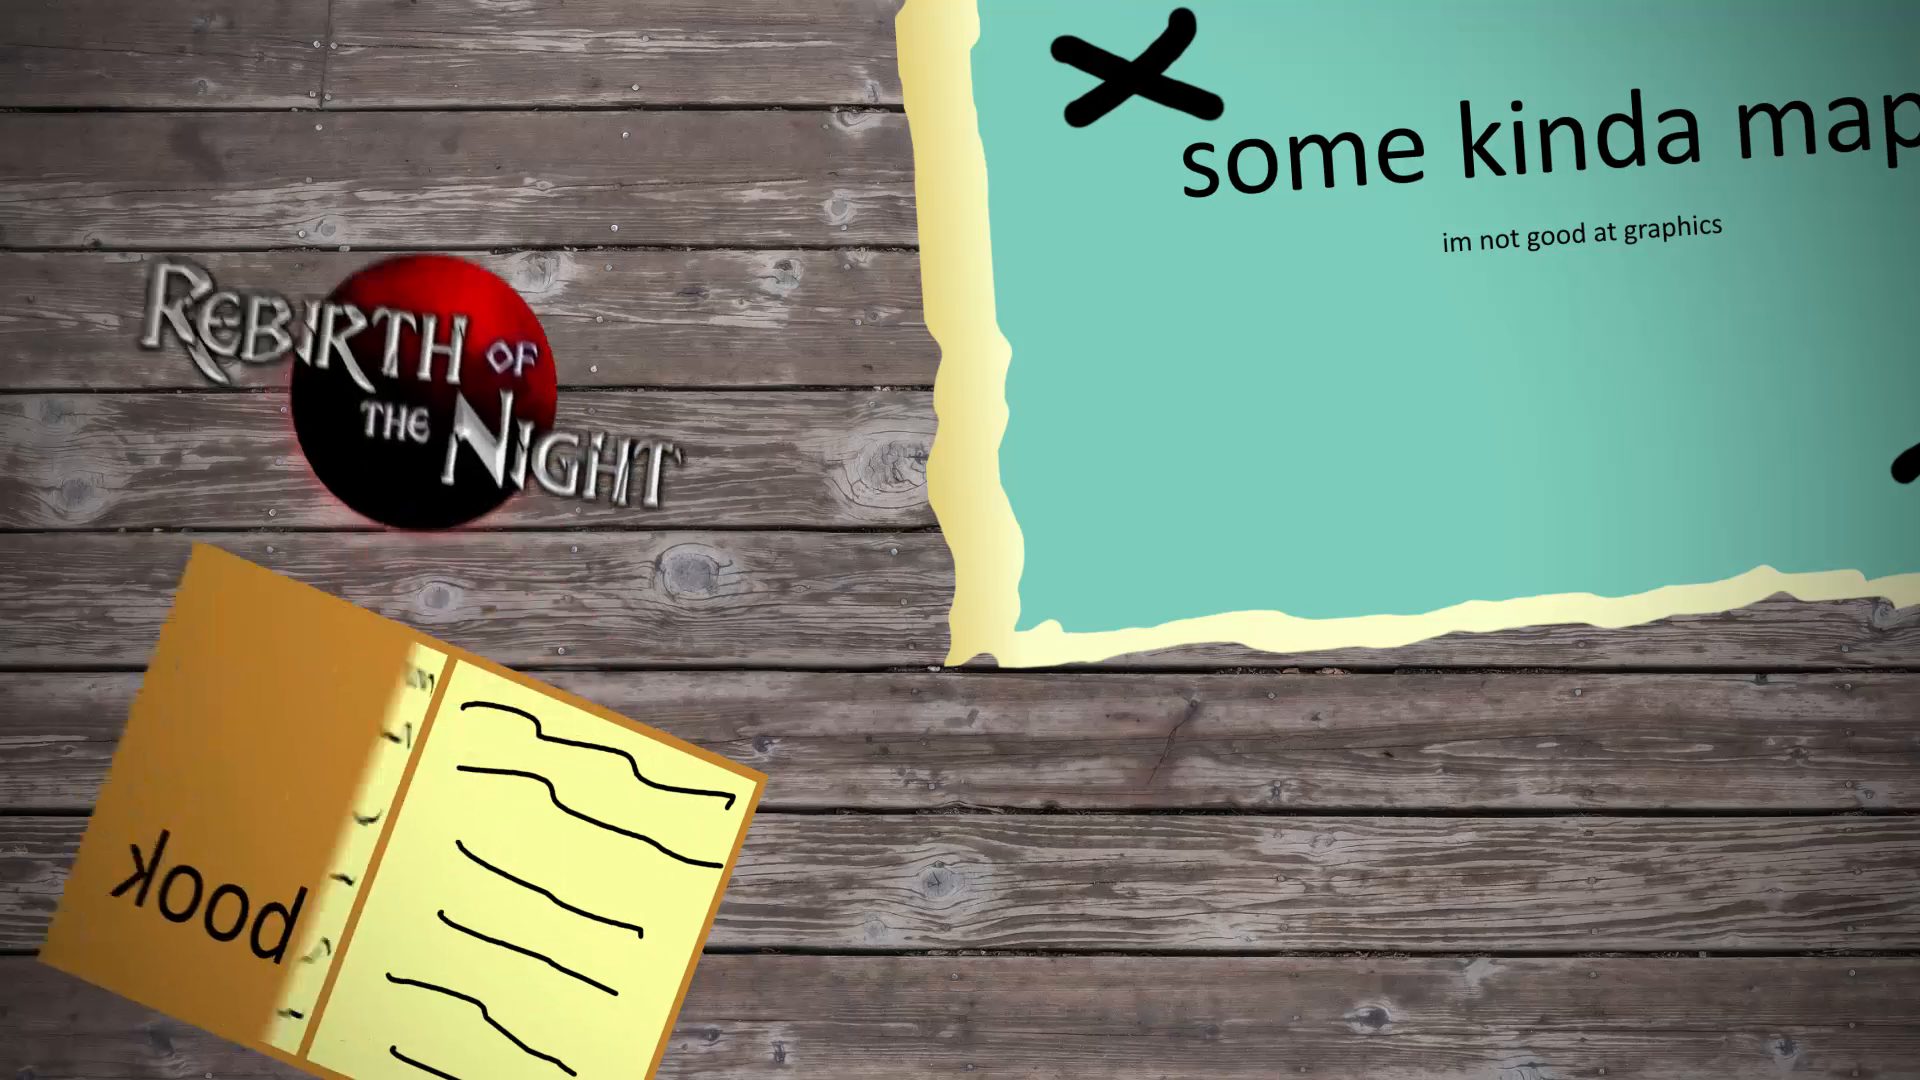 some kinda map
im not good at graphics
REBIRTH OF
THE NIGHT
book